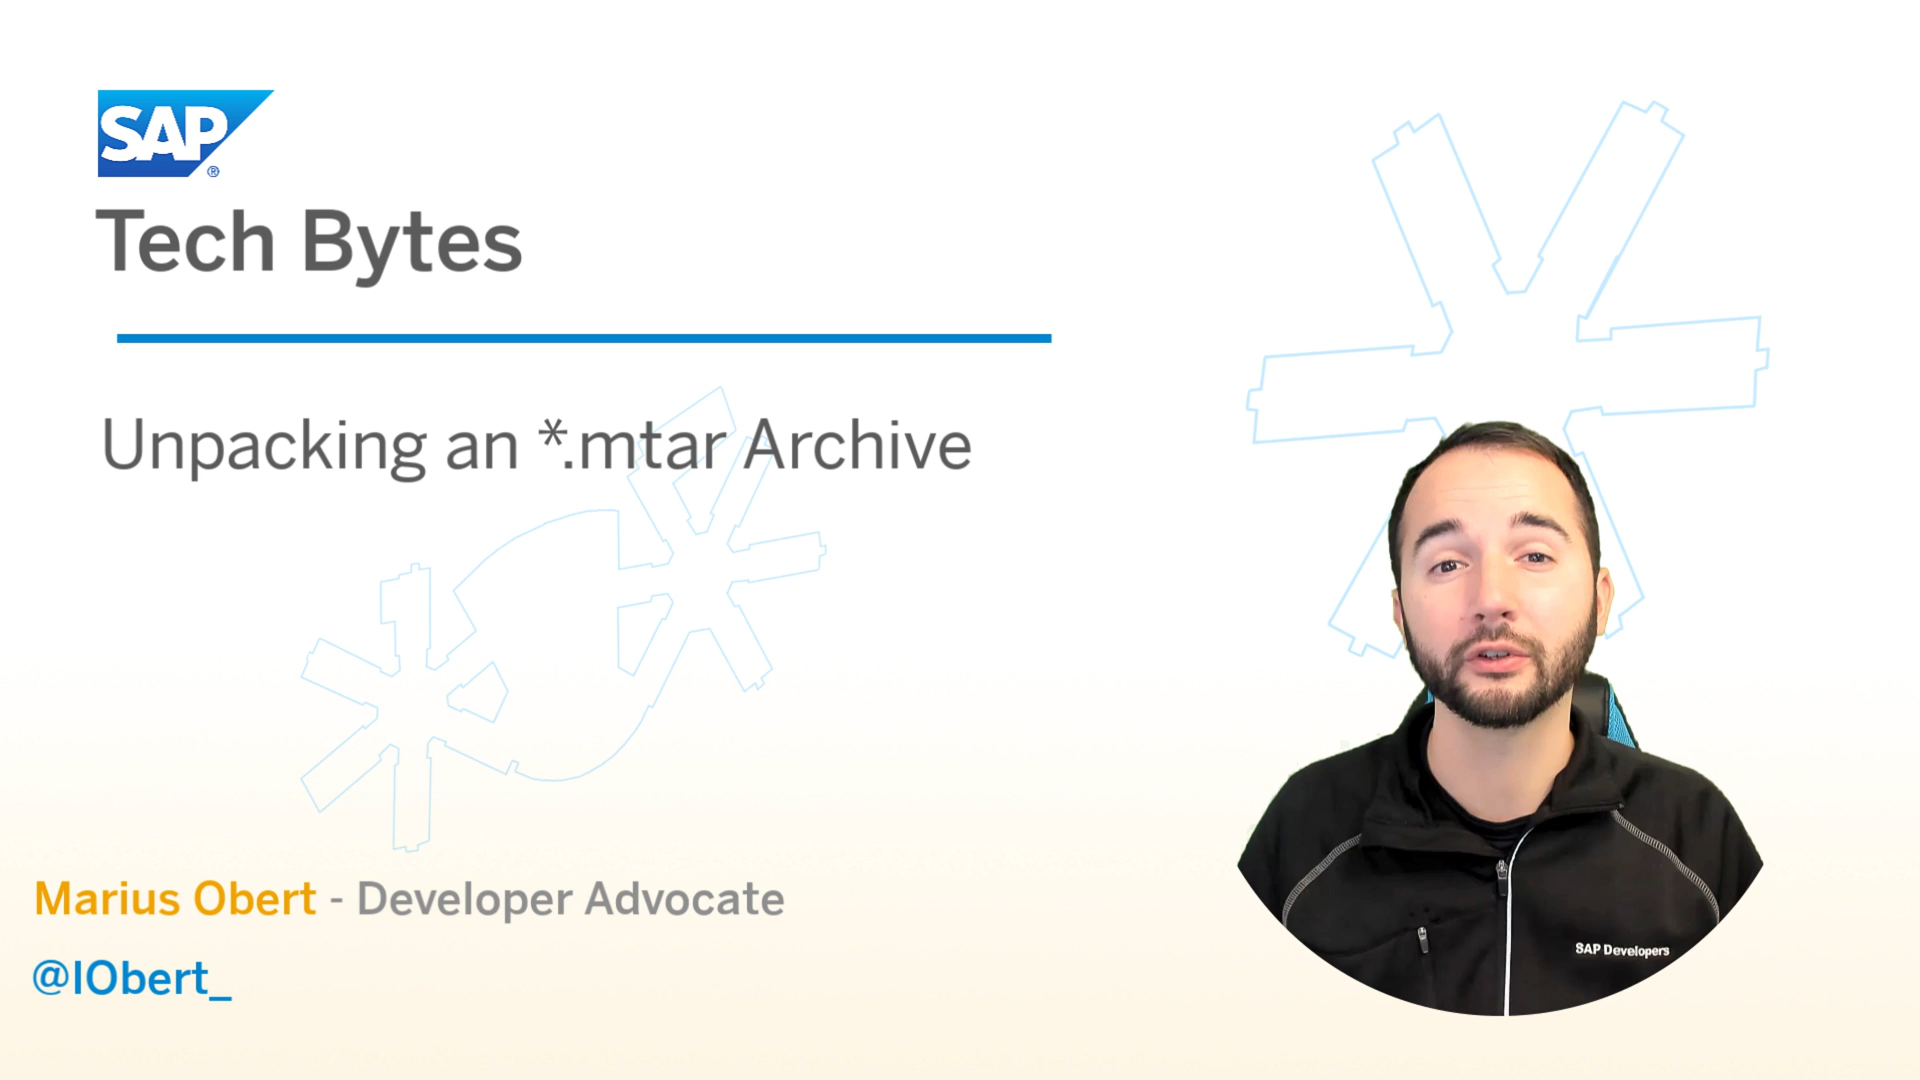 SAP®
Tech Bytes
Unpacking an *.mtar Archive
Marius Obert - Developer Advocate
@IObert_
SAP Developers